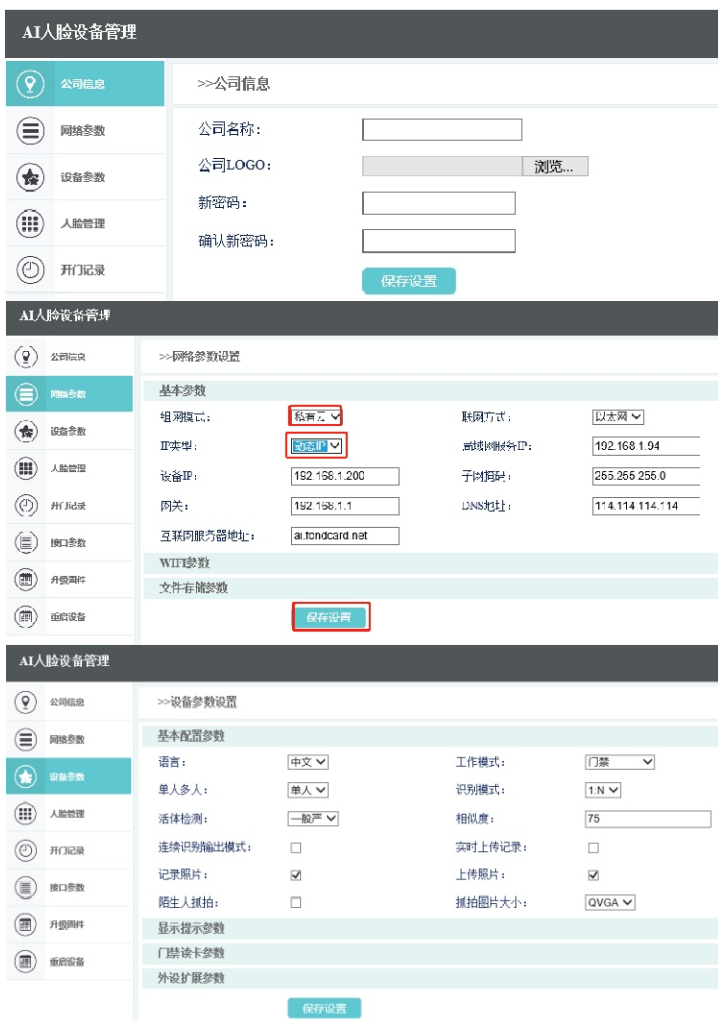 AI人脸设备管理
公司信息
>>公司信息
网络参数
公司名称：
公司LOGO：
浏览...
设备参数
新密码：
人脸管理
确认新密码：
开门记录
保存设置
AI人脸设备管理
公司信息
>>网络参数设置
网络参数
基本参数
组网模式：
私有云
联网方式：
以太网
设备参数
IP类型：
动态IP
局域网服务IP：
192.168.1.94
人脸管理
设备IP：
192.168.1.200
子网掩码：
255.255.255.0
开门记录
网关：
192.168.1.1
DNS地址：
114.114.114.114
接口参数
互联网服务器地址：
ai.fondcard.net
WIFI参数
升级固件
文件存储参数
重启设备
保存设置
AI人脸设备管理
公司信息
>>设备参数设置
网络参数
基本配置参数
语言：
中文
工作模式：
门禁
设备参数
单人多人：
单人
识别模式：
1:N
人脸管理
活体检测：
一般严
相似度：
75
开门记录
连续识别输出模式：
实时上传记录：
接口参数
记录照片：
上传照片：
陌生人抓拍：
抓拍图片大小：
QVGA
升级固件
显示提示参数
门禁读卡参数
重启设备
外设扩展参数
保存设置